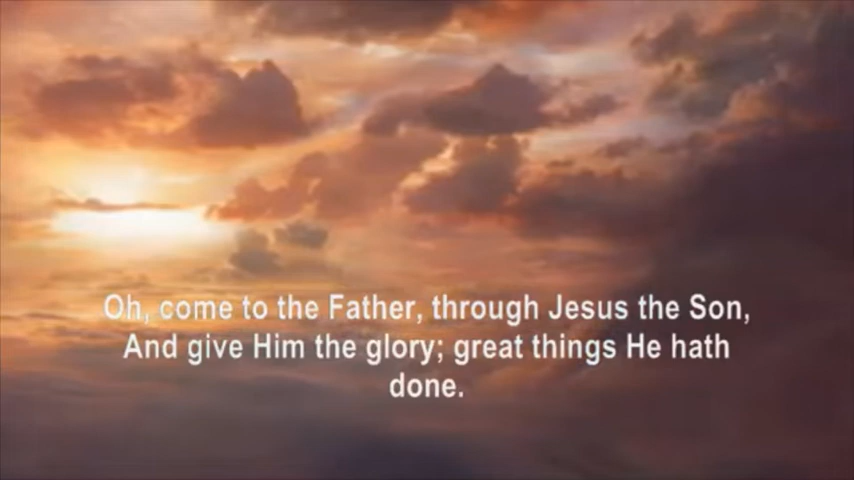 Oh, come to the Father, through Jesus the Son,
And give Him the glory; great things He hath
done.